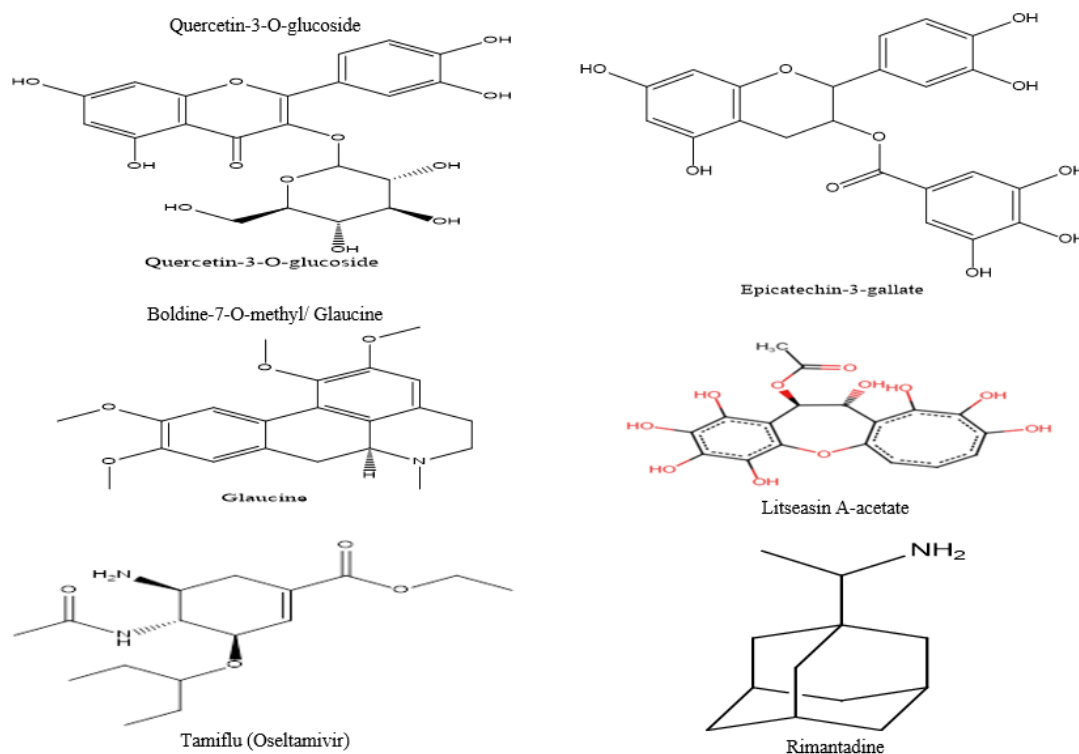 Quercetin-3-O-glucoside
OH
HO
O
OH
OH
O
O
O
OH
HO
OH
OH
Quercetin-3-O-glucoside
OH
HO
O
OH
OH
O
O
OH
OH
OH
Epicatechin-3-gallate
Boldine-7-O-methyl/ Glaucine
O
O
O
O
N
H
Glaucine
H₃C
O
O
OH
HO
OH
OH
HO
OH
HO
O
OH
Litseasin A-acetate
O
H₂N
O
O
N
H
O
Tamiflu (Oseltamivir)
NH₂
Rimantadine